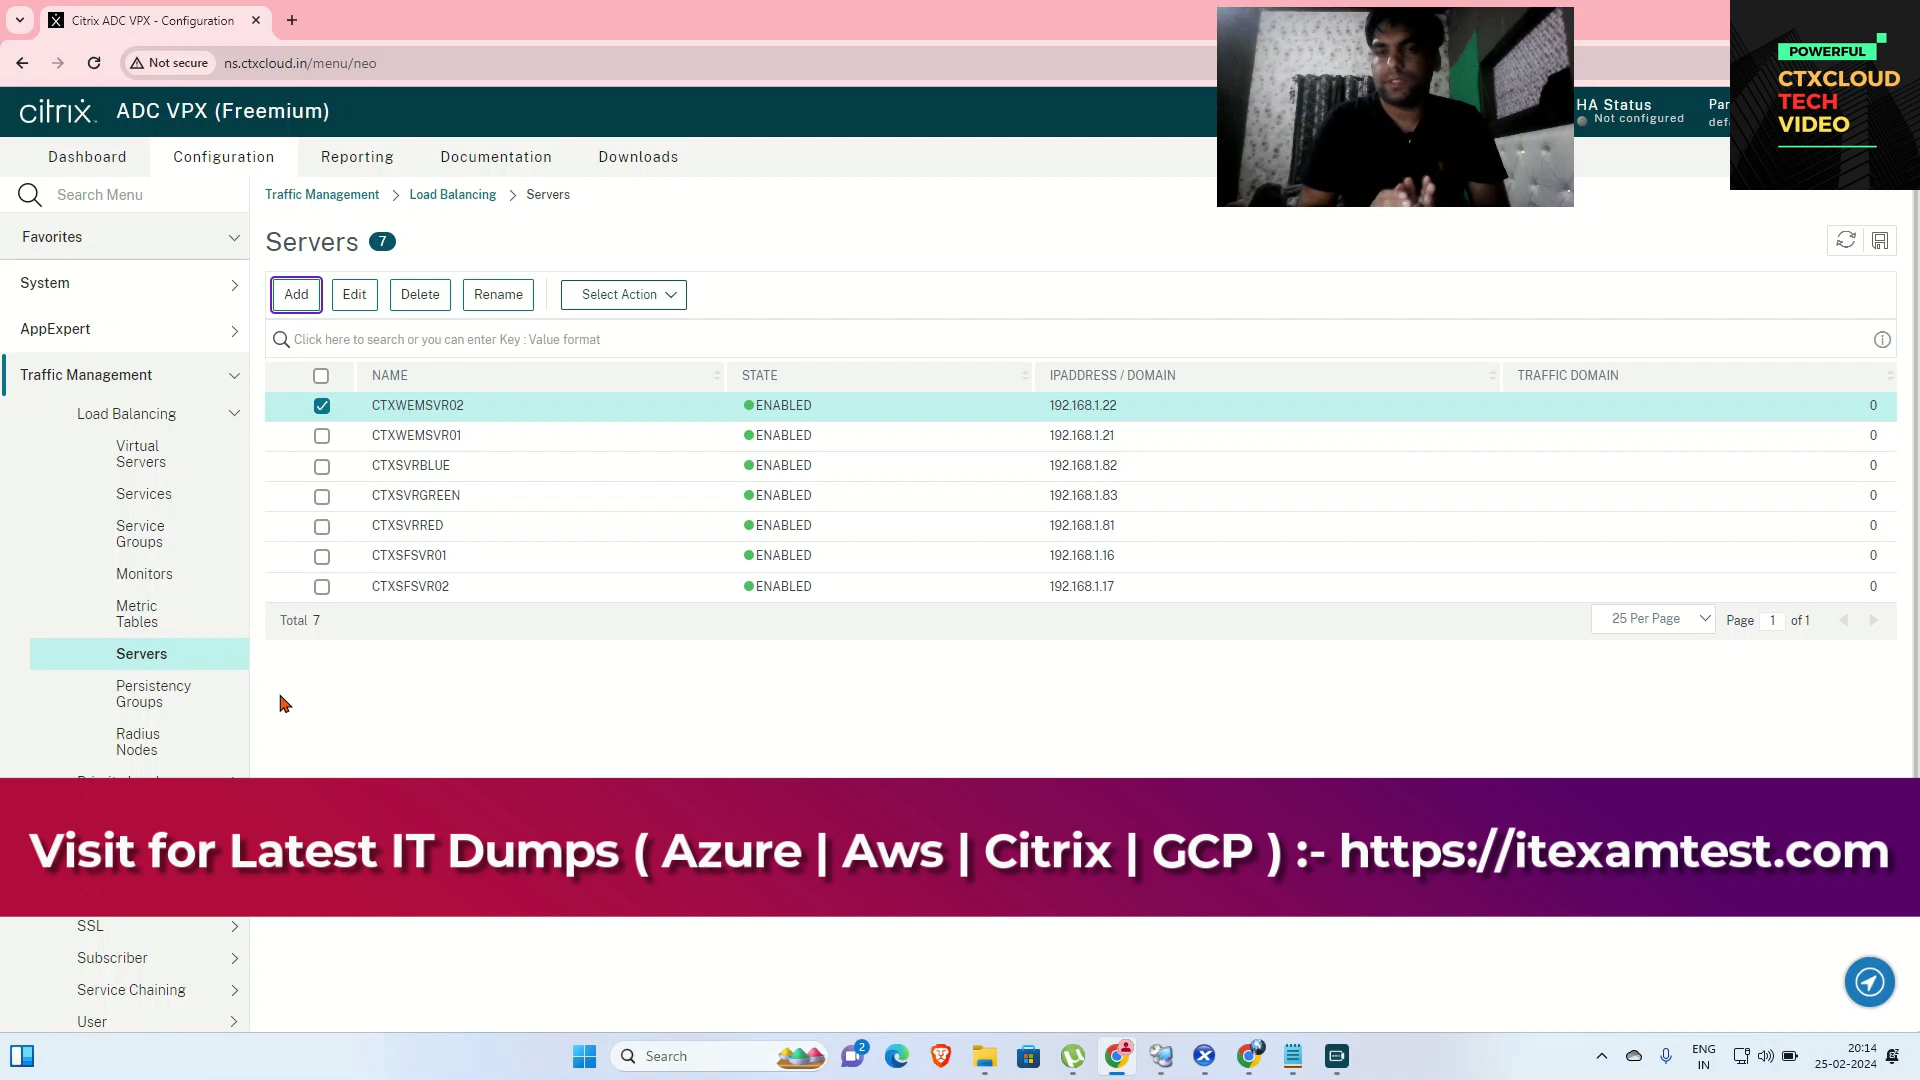 Citrix ADC VPX - Configuration
Not secure
ns.ctxcloud.in/menu/neo
citrix. ADC VPX (Freemium)
HA Status
Not configured
POWERFUL
CTXCLOUD
TECH
VIDEO
Dashboard
Configuration
Reporting
Documentation
Downloads
Search Menu
Favorites
System
AppExpert
Traffic Management
Load Balancing
Virtual
Servers
Services
Service
Groups
Monitors
Metric
Tables
Servers
Persistency
Groups
Radius
Nodes
Traffic Management > Load Balancing > Servers
Servers 7
Add Edit Delete Rename Select Action
Click here to search or you can enter Key : Value format
NAME STATE IPADDRESS / DOMAIN TRAFFIC DOMAIN
CTXWEMSVR02 ENABLED 192.168.1.22 0
CTXWEMSVR01 ENABLED 192.168.1.21 0
CTXSVRBLUE ENABLED 192.168.1.82 0
CTXSVRGREEN ENABLED 192.168.1.83 0
CTXSVRRED ENABLED 192.168.1.81 0
CTXSFSVR01 ENABLED 192.168.1.16 0
CTXSFSVR02 ENABLED 192.168.1.17 0
Total 7 25 Per Page Page 1 of 1
Visit for Latest IT Dumps ( Azure | Aws | Citrix | GCP ) :- https://itexamtest.com
SSL
Subscriber
Service Chaining
User
Search
2
ENG
IN
20:14
25-02-2024